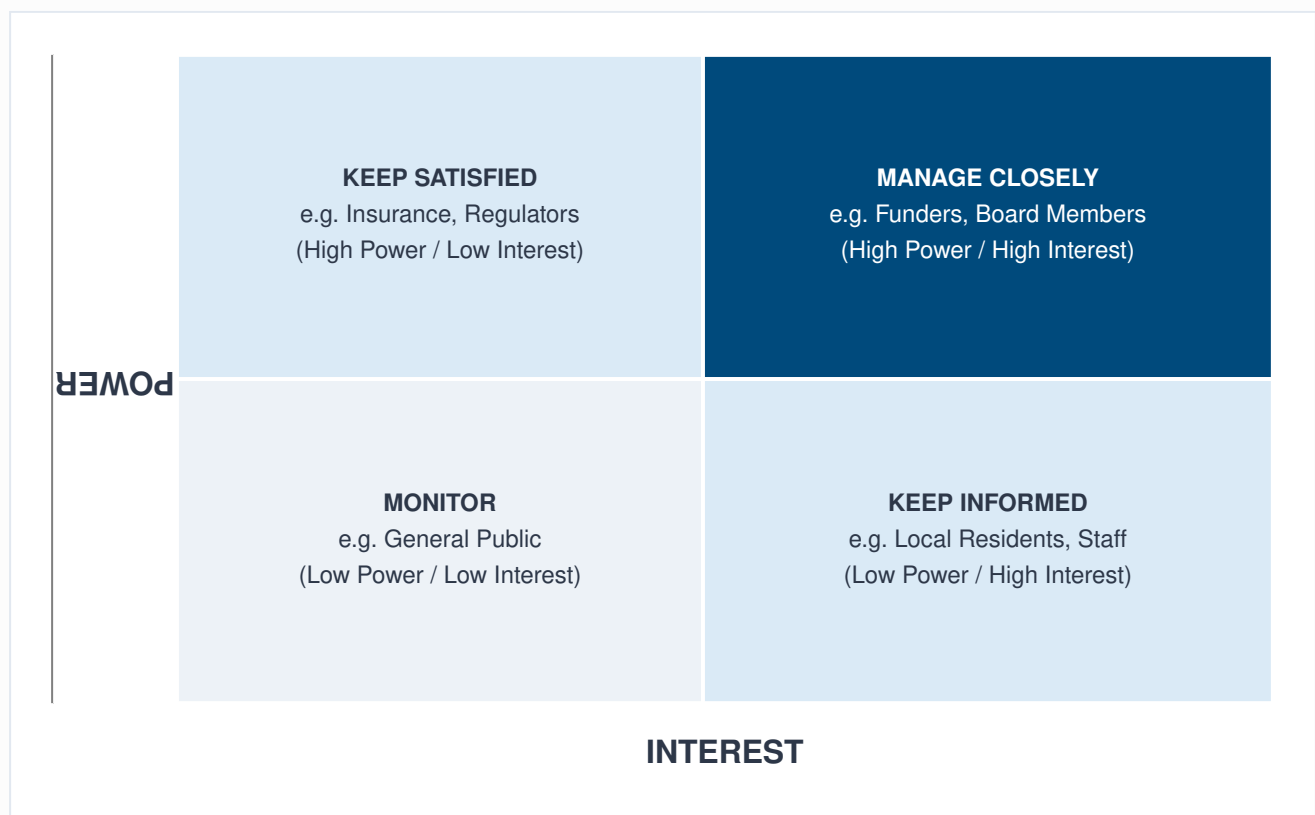 KEEP SATISFIED
e.g. Insurance, Regulators
(High Power / Low Interest)
MANAGE CLOSELY
e.g. Funders, Board Members
(High Power / High Interest)
POWER
MONITOR
e.g. General Public
(Low Power / Low Interest)
KEEP INFORMED
e.g. Local Residents, Staff
(Low Power / High Interest)
INTEREST